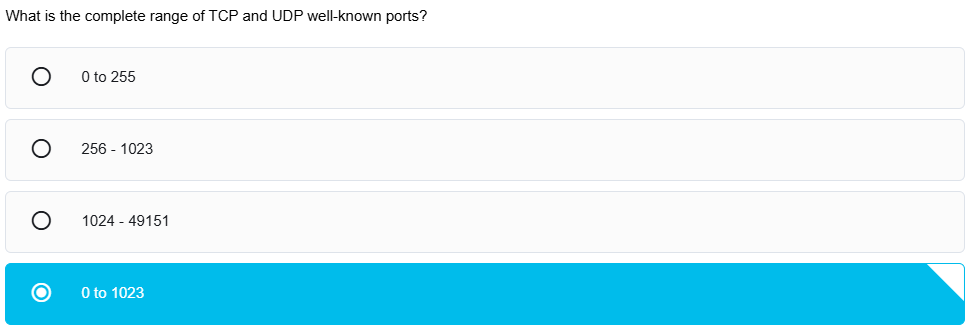 What is the complete range of TCP and UDP well-known ports?
0 to 255
256 - 1023
1024 - 49151
0 to 1023